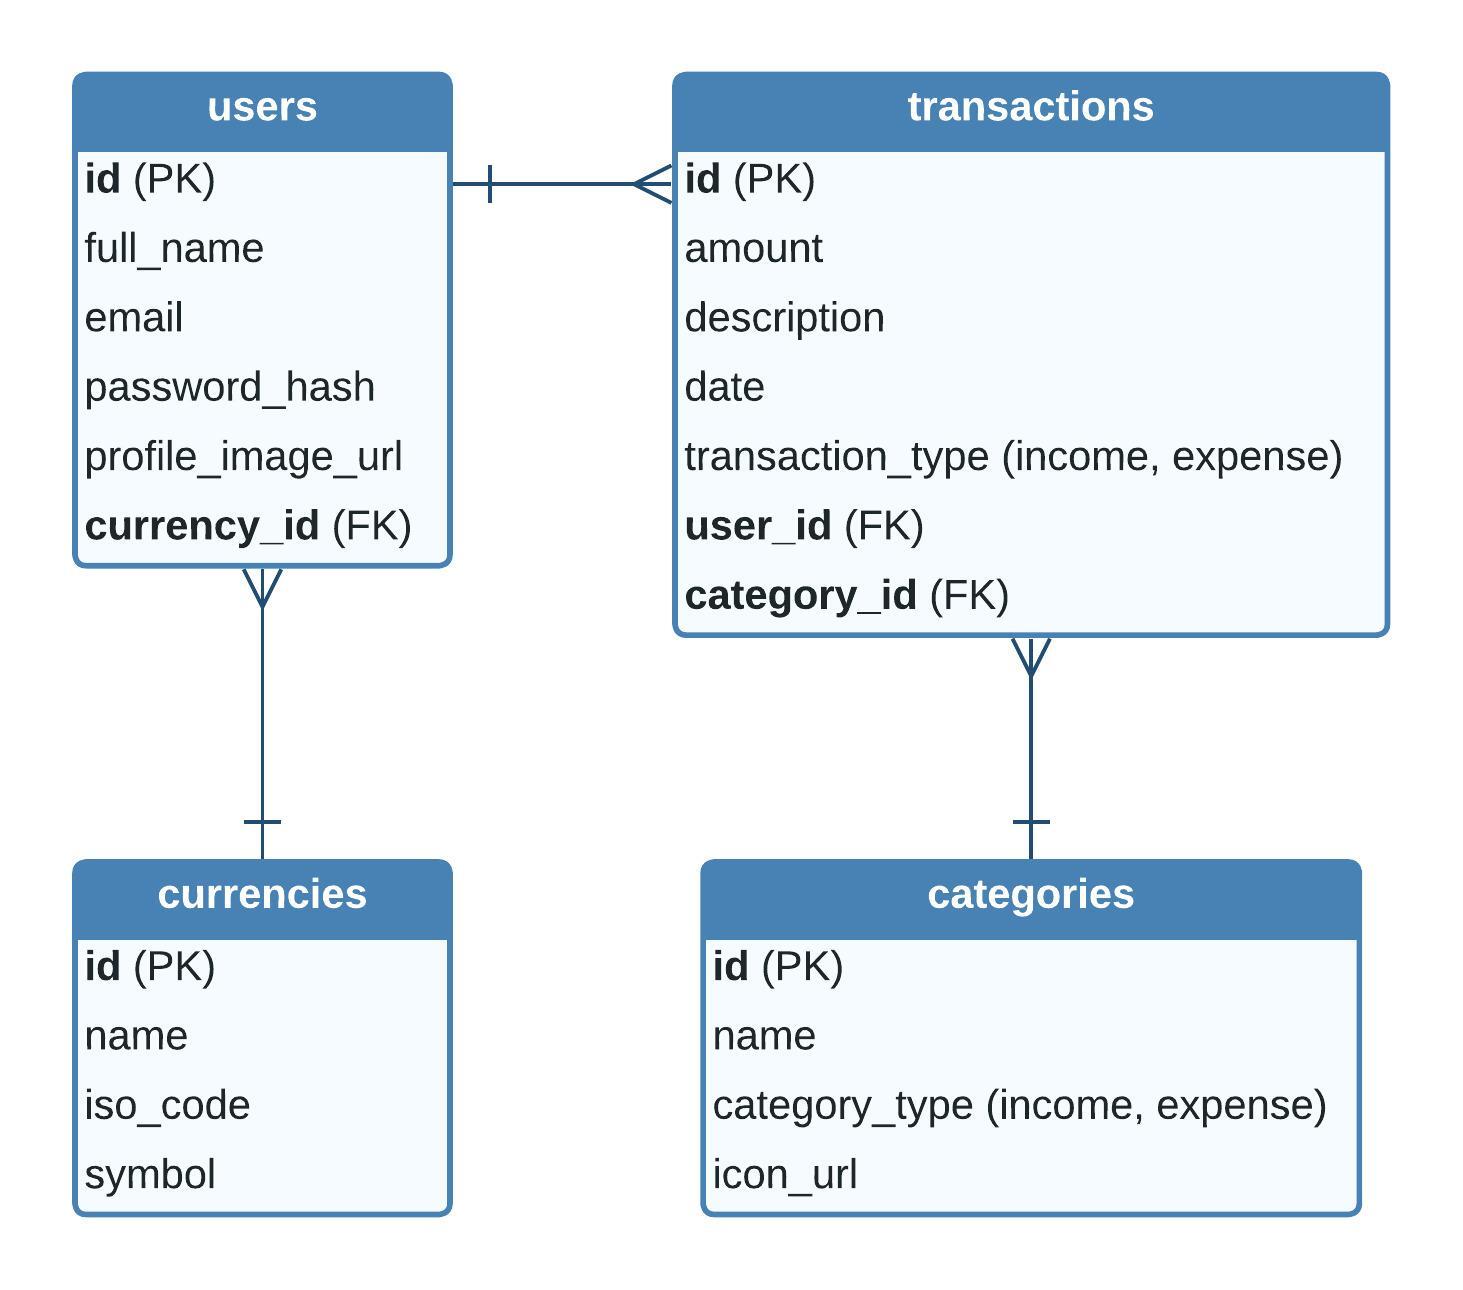 users
id (PK)
full_name
email
password_hash
profile_image_url
currency_id (FK)
transactions
id (PK)
amount
description
date
transaction_type (income, expense)
user_id (FK)
category_id (FK)
currencies
id (PK)
name
iso_code
symbol
categories
id (PK)
name
category_type (income, expense)
icon_url